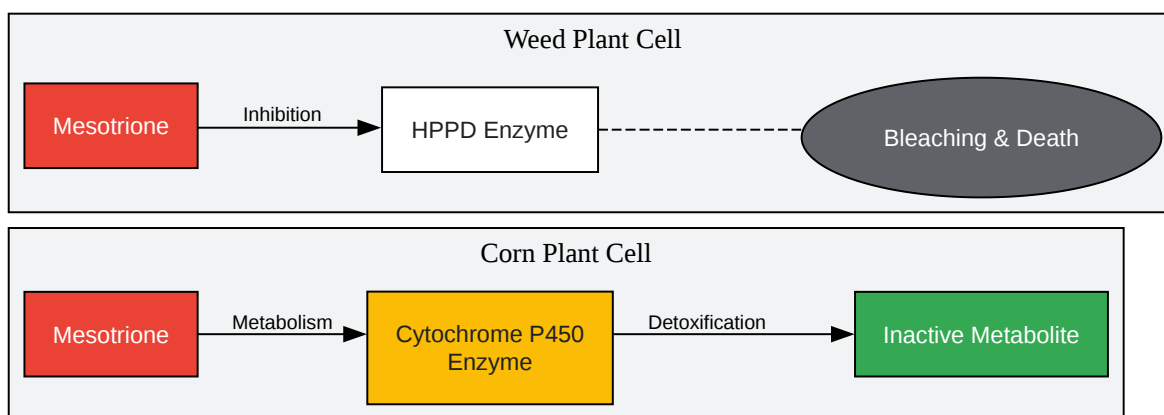 Weed Plant Cell
Mesotrione
Inhibition
HPPD Enzyme
Bleaching & Death
Corn Plant Cell
Mesotrione
Metabolism
Cytochrome P450
Enzyme
Detoxification
Inactive Metabolite